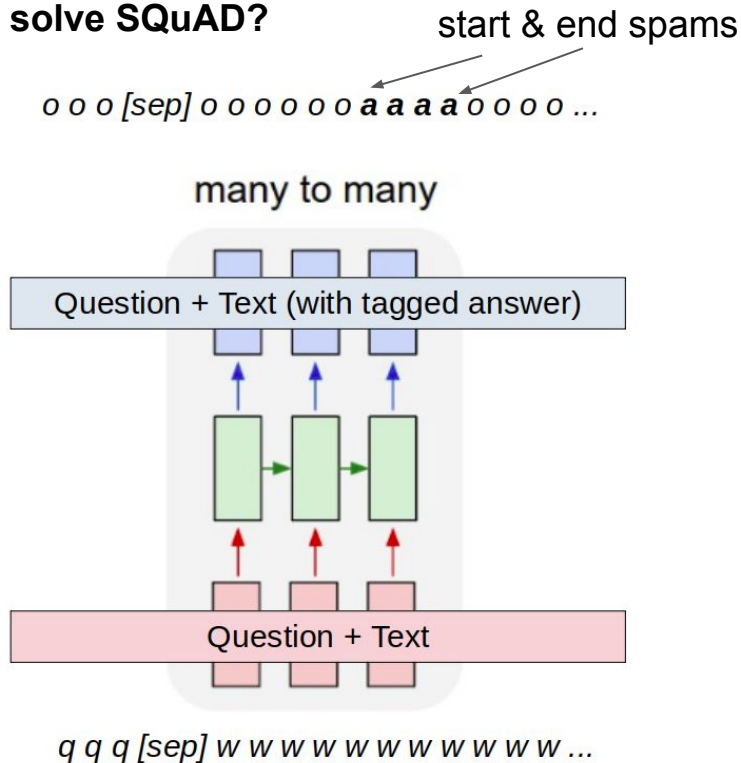 solve SQuAD?
start & end spams
o o o [sep] o o o o o o a a a a o o o o ...
many to many
Question + Text (with tagged answer)
Question + Text
q q q [sep] w w w w w w w w w w w ...